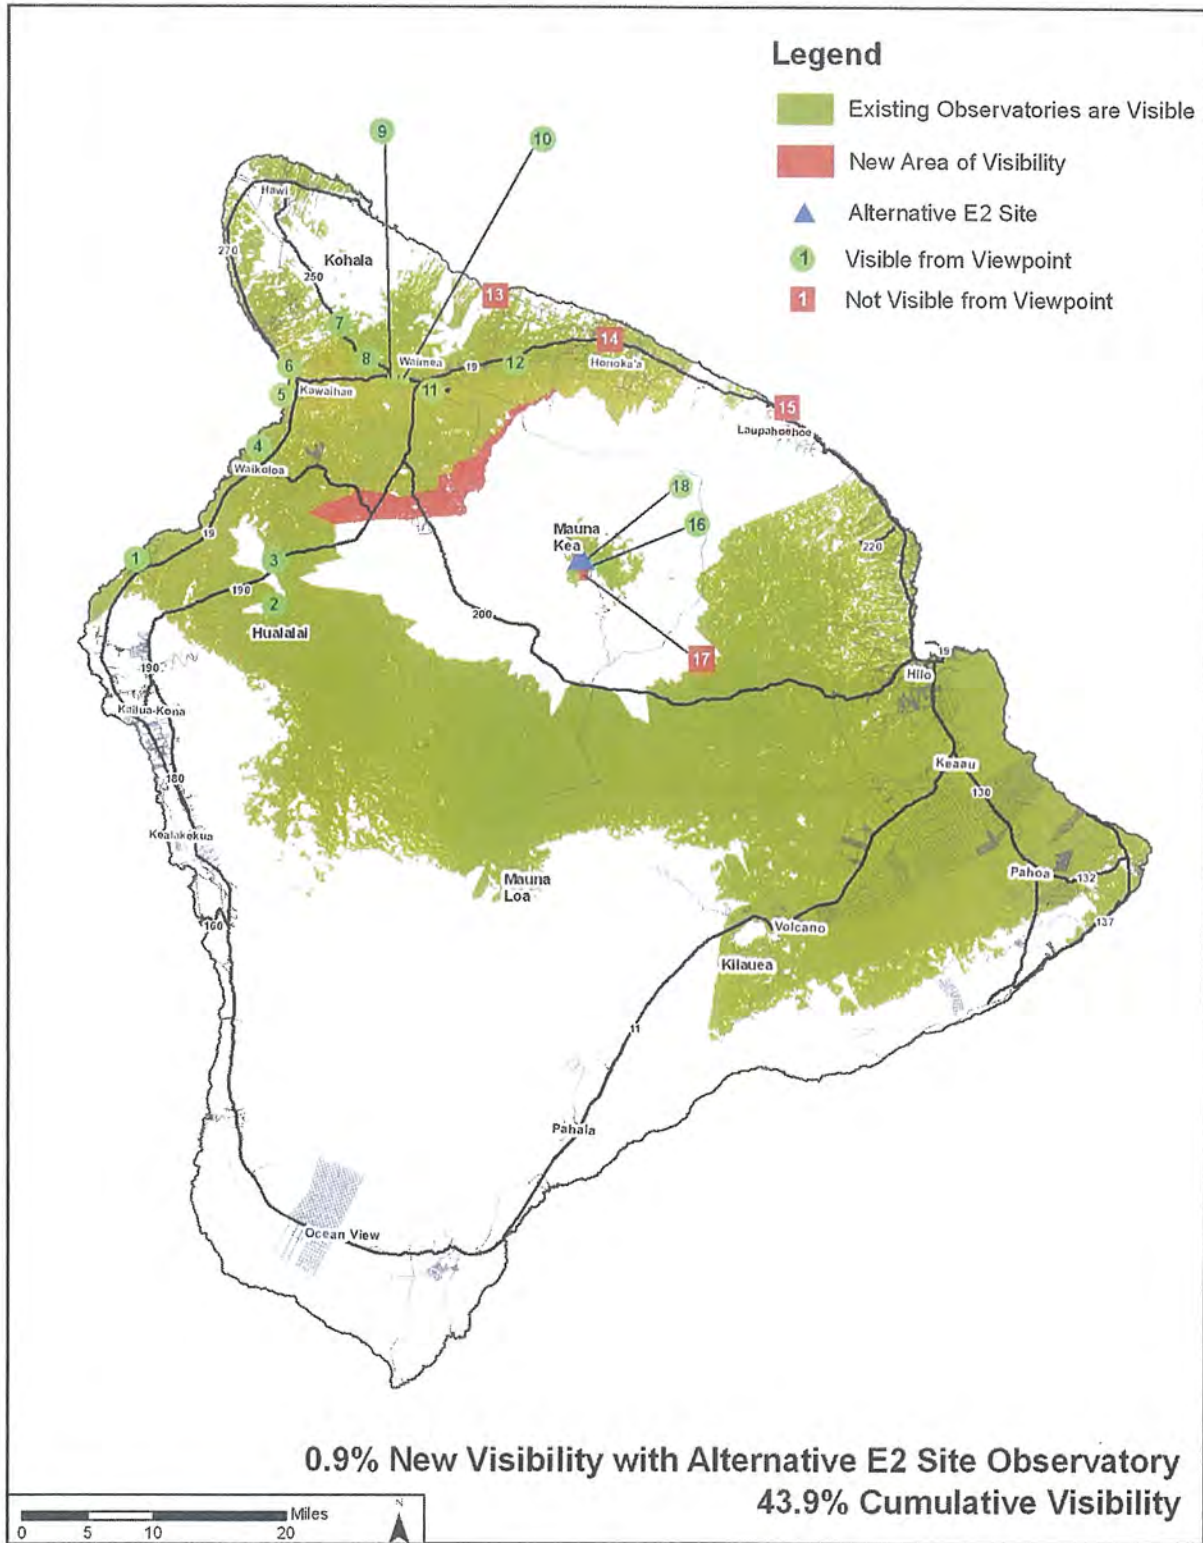 Legend
Existing Observatories are Visible
New Area of Visibility
Alternative E2 Site
1 Visible from Viewpoint
1 Not Visible from Viewpoint
9
10
Hawi
270
Kohala
250
13
7
14
8
Waimea
19
Honoka'a
6
12
5
Kawaihae
11
15
Laupahoehoe
4
Waikoloa
18
16
Mauna
Kea
19
1
3
220
190
2
200
Hualalai
17
190
19
Hilo
Kailua-Kona
Keaau
180
130
Kealakekua
Mauna
Loa
Pahoa
132
160
Volcano
137
Kilauea
11
Pahala
Ocean View
0.9% New Visibility with Alternative E2 Site Observatory
43.9% Cumulative Visibility
Miles
0 5 10 20
N